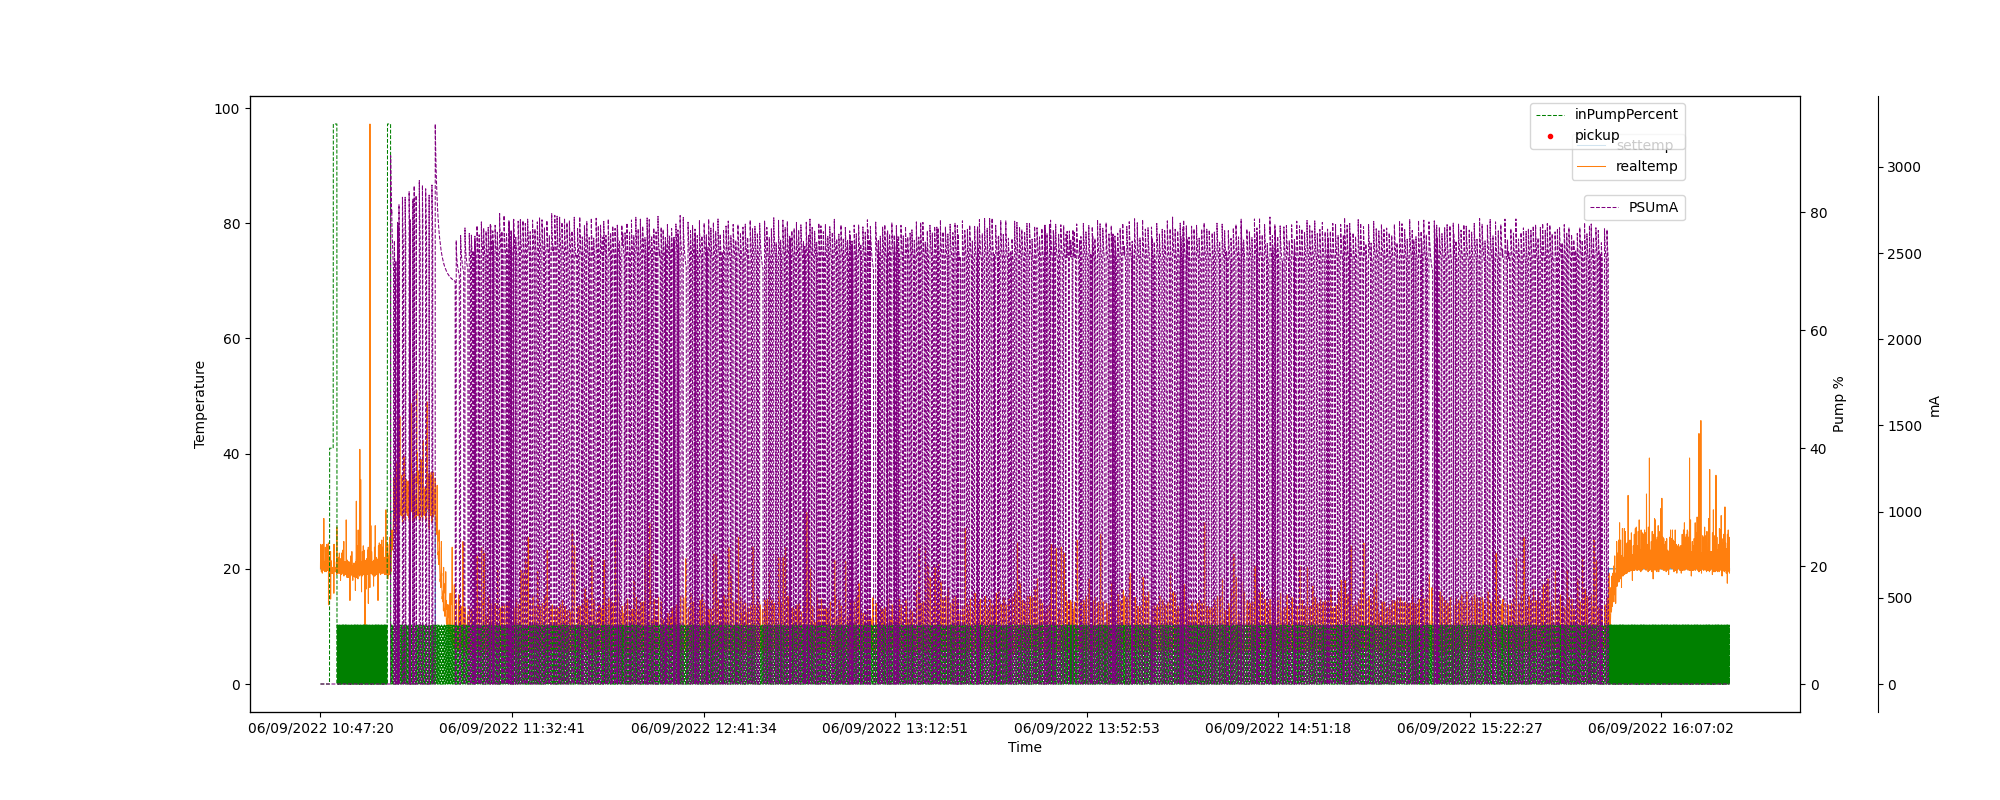 inPumpPercent
pickup
settemp
realtemp
PSUmA
100
80
60
40
20
0
Temperature
80
60
40
20
0
Pump %
3000
2500
2000
1500
1000
500
0
mA
06/09/2022 10:47:20
06/09/2022 11:32:41
06/09/2022 12:41:34
06/09/2022 13:12:51
06/09/2022 13:52:53
06/09/2022 14:51:18
06/09/2022 15:22:27
06/09/2022 16:07:02
Time